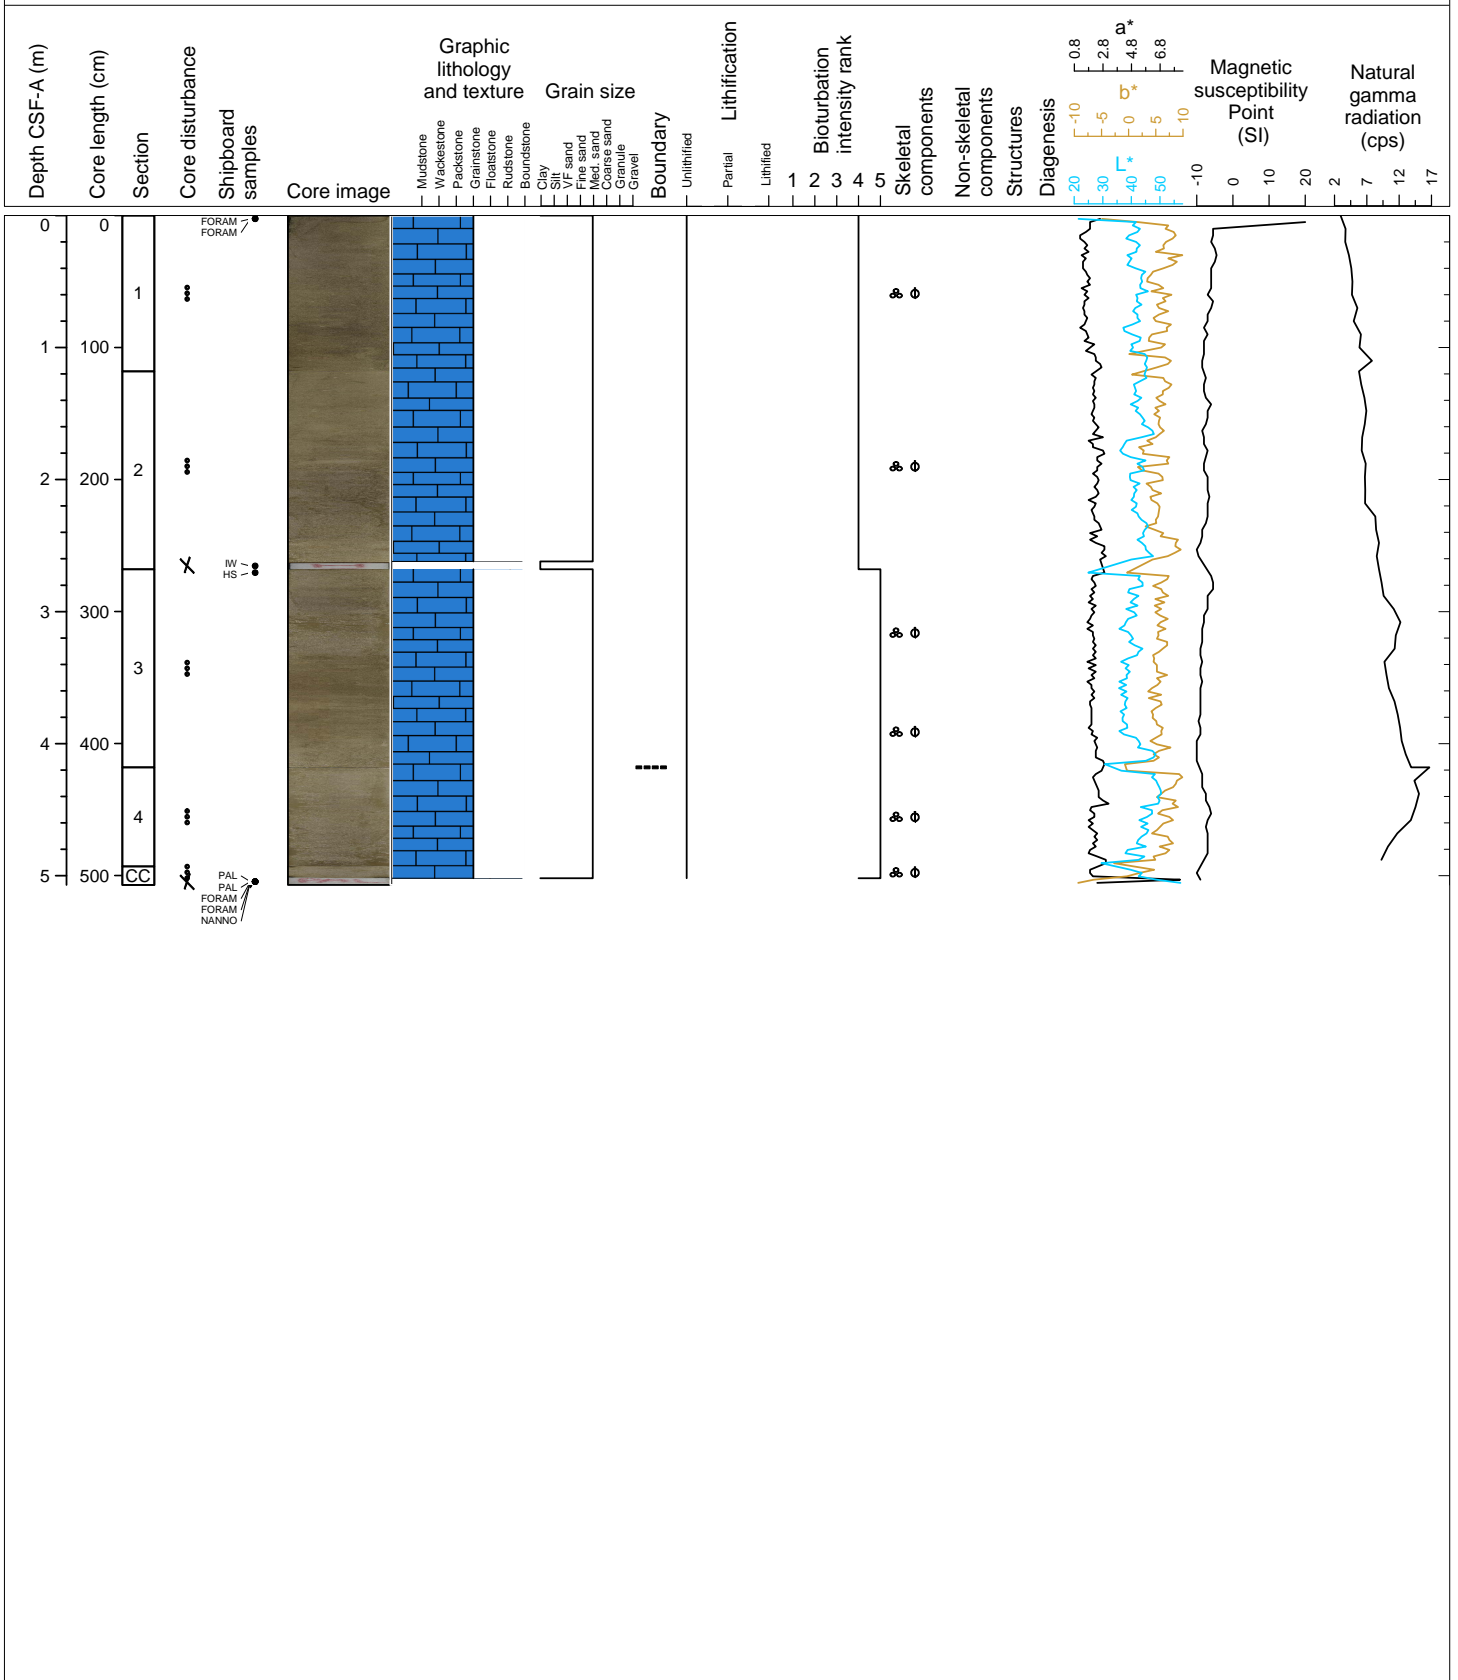 Depth CSF-A (m)
Core length (cm)
Section
Core disturbance
Shipboard
samples
Core image
Graphic
lithology
and texture
Mudstone
Wackestone
Packstone
Grainstone
Floatstone
Rudstone
Boundstone
Grain size
Clay
Silt
VF sand
Fine sand
Med. sand
Coarse sand
Granule
Gravel
Boundary
Lithification
Unlithified
Partial
Lithified
Bioturbation
intensity rank
1 2 3 4 5
Skeletal
components
Non-skeletal
components
Structures
Diagenesis
a*
0.8 2.8 4.8 6.8
b*
-10 -5 0 5 10
L*
20 30 40 50
Magnetic
susceptibility
Point
(SI)
-10 0 10 20
Natural
gamma
radiation
(cps)
2 7 12 17
0 0
FORAM
FORAM
1
1 100
2
2 200
IW
HS
3 300
3
4 400
4
5 500 CC
PAL
PAL
FORAM
FORAM
NANNO